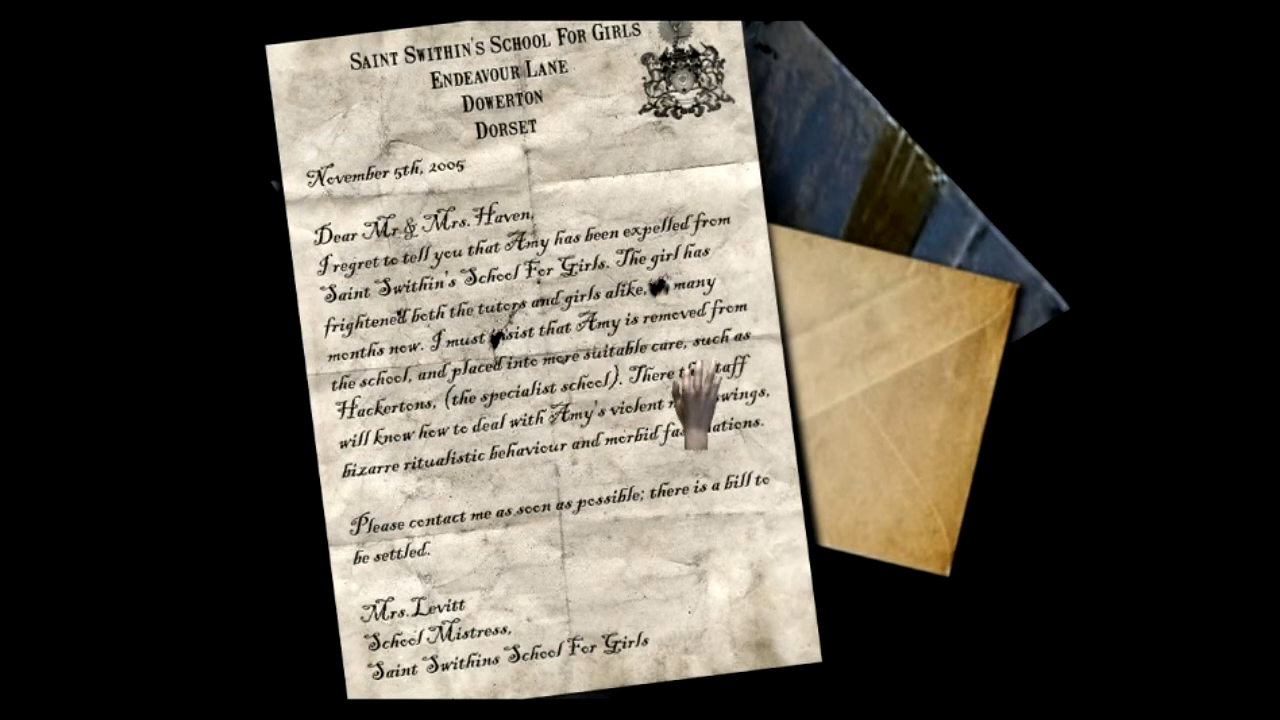 Saint Swithin's School For Girls
Endeavour Lane
Dowerton
Dorset
November 5th, 2005
Dear Mr & Mrs. Haven,
I regret to tell you that Amy has been expelled from
Saint Swithin's School For Girls. The girl has
frightened both the tutors and girls alike, many
months now. I must insist that Amy is removed from
the school, and placed into more suitable care, such as
Hackertons, (the specialist school). There staff
will know how to deal with Amy's violent swings,
bizarre ritualistic behaviour and morbid
Please contact me as soon as possible; there is a bill to
be settled.
Mrs. Levitt
School Mistress,
Saint Swithins School For Girls